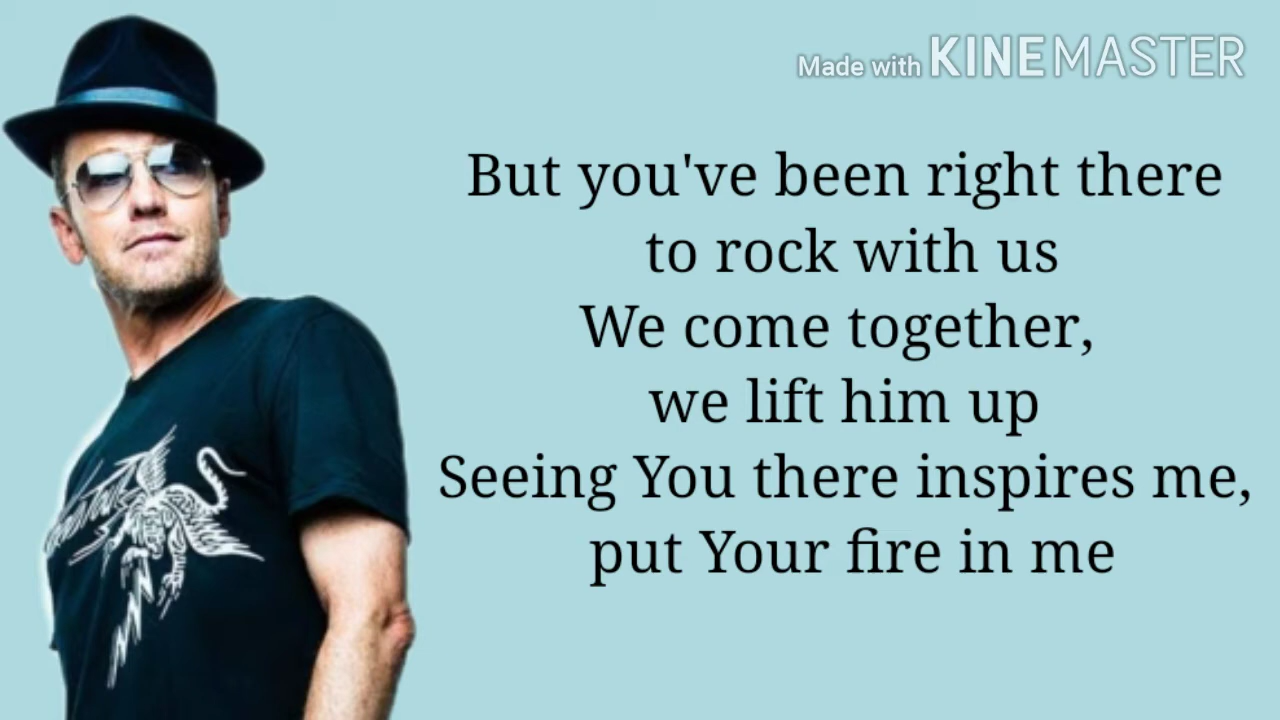 Made with KINEMASTER
But you've been right there
to rock with us
We come together,
we lift him up
Seeing You there inspires me,
put Your fire in me